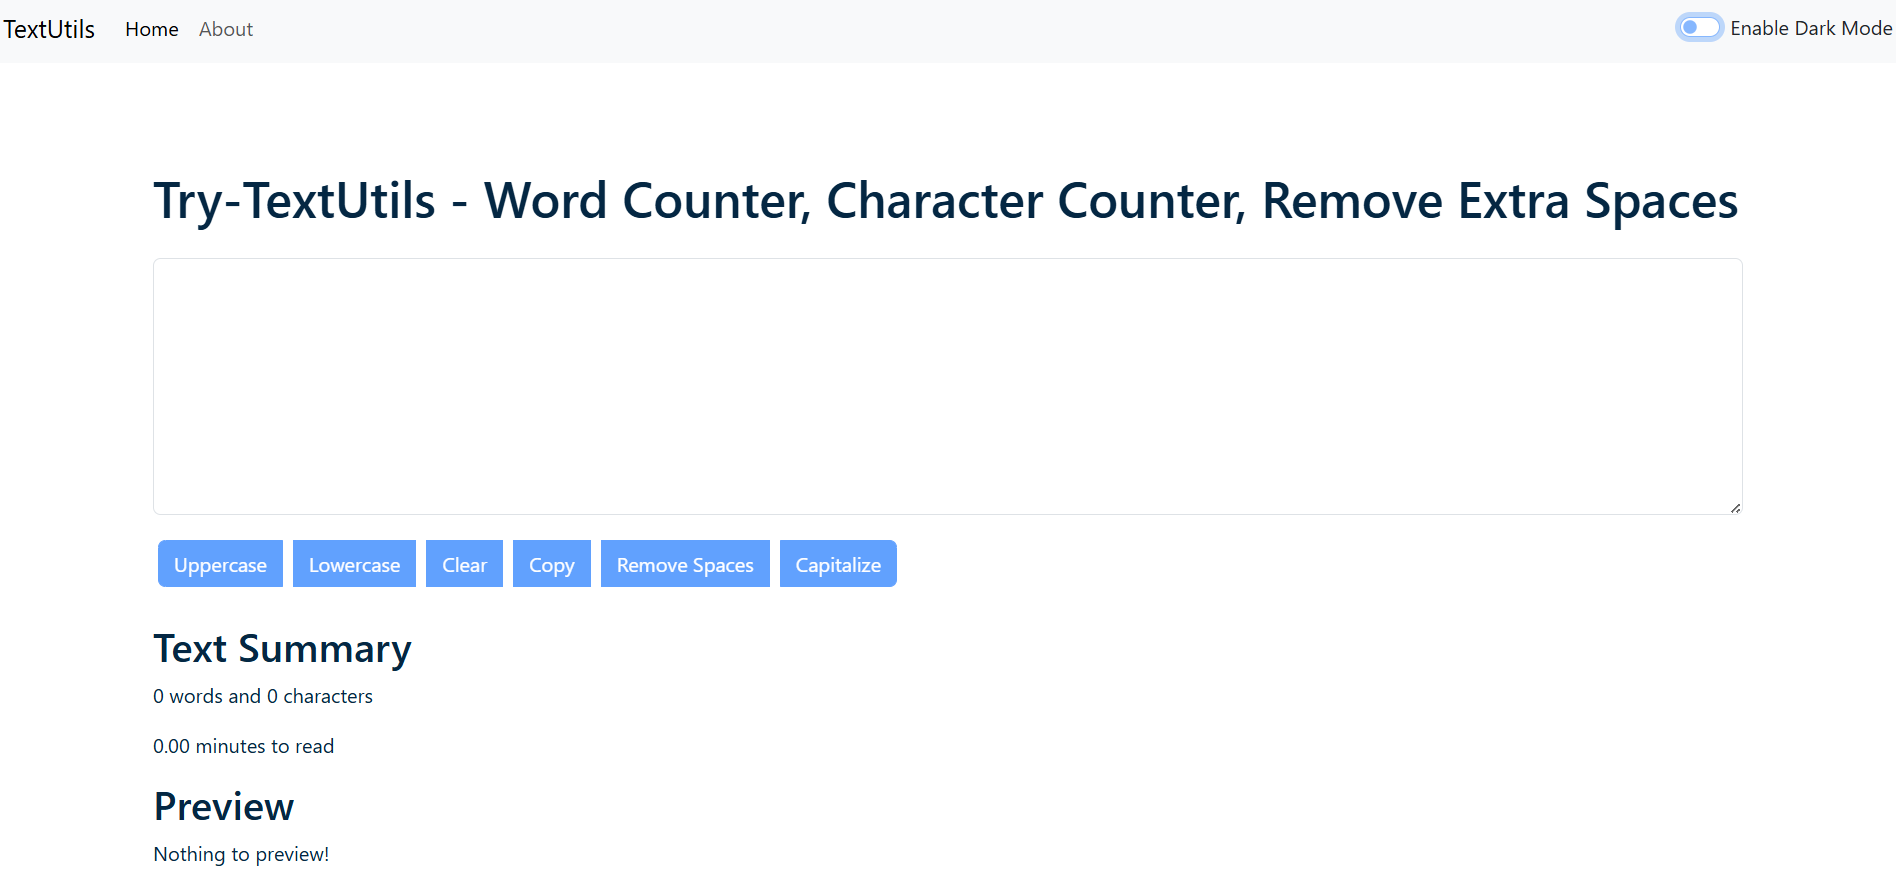 TextUtils Home About Enable Dark Mode
Try-TextUtils - Word Counter, Character Counter, Remove Extra Spaces
Uppercase Lowercase Clear Copy Remove Spaces Capitalize
Text Summary
0 words and 0 characters
0.00 minutes to read
Preview
Nothing to preview!